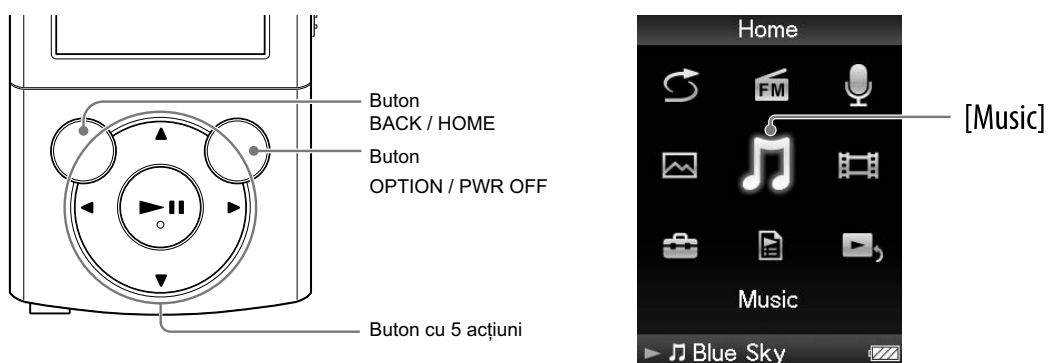 Buton
BACK / HOME
Buton
OPTION / PWR OFF
Buton cu 5 acțiuni
Home
FM
[Music]
Music
Blue Sky